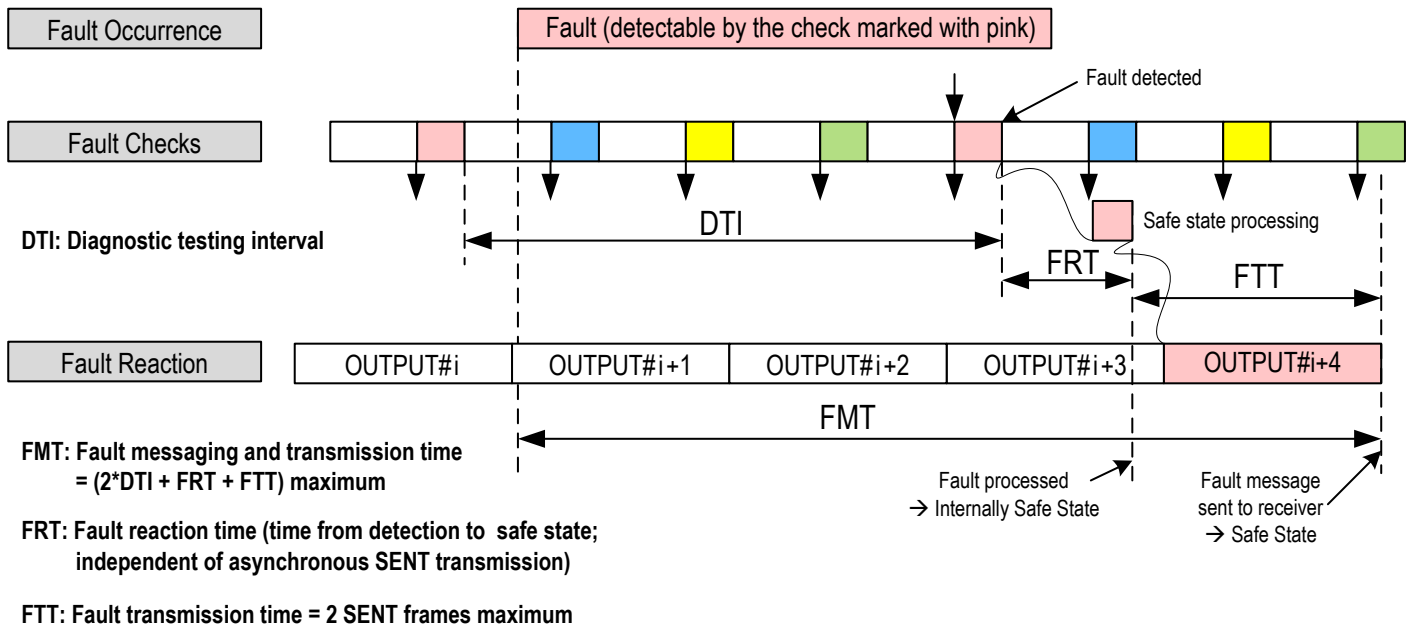 Fault Occurrence
Fault (detectable by the check marked with pink)
Fault detected
Fault Checks
DTI
Safe state processing
DTI: Diagnostic testing interval
FRT
FTT
Fault Reaction
OUTPUT#i
OUTPUT#i+1
OUTPUT#i+2
OUTPUT#i+3
OUTPUT#i+4
FMT
FMT: Fault messaging and transmission time
= (2*DTI + FRT + FTT) maximum
Fault processed
→ Internally Safe State
Fault message
sent to receiver
→ Safe State
FRT: Fault reaction time (time from detection to safe state;
independent of asynchronous SENT transmission)
FTT: Fault transmission time = 2 SENT frames maximum